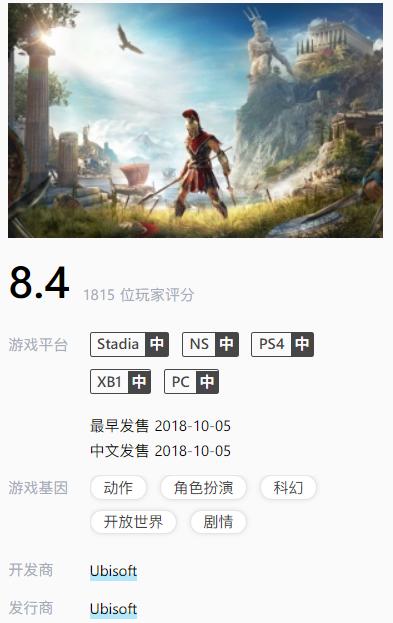 8.4 1815 位玩家评分
游戏平台 Stadia 中 NS 中 PS4 中
XB1 中 PC 中
最早发售 2018-10-05
中文发售 2018-10-05
游戏基因 动作 角色扮演 科幻
开放世界 剧情
开发商 Ubisoft
发行商 Ubisoft